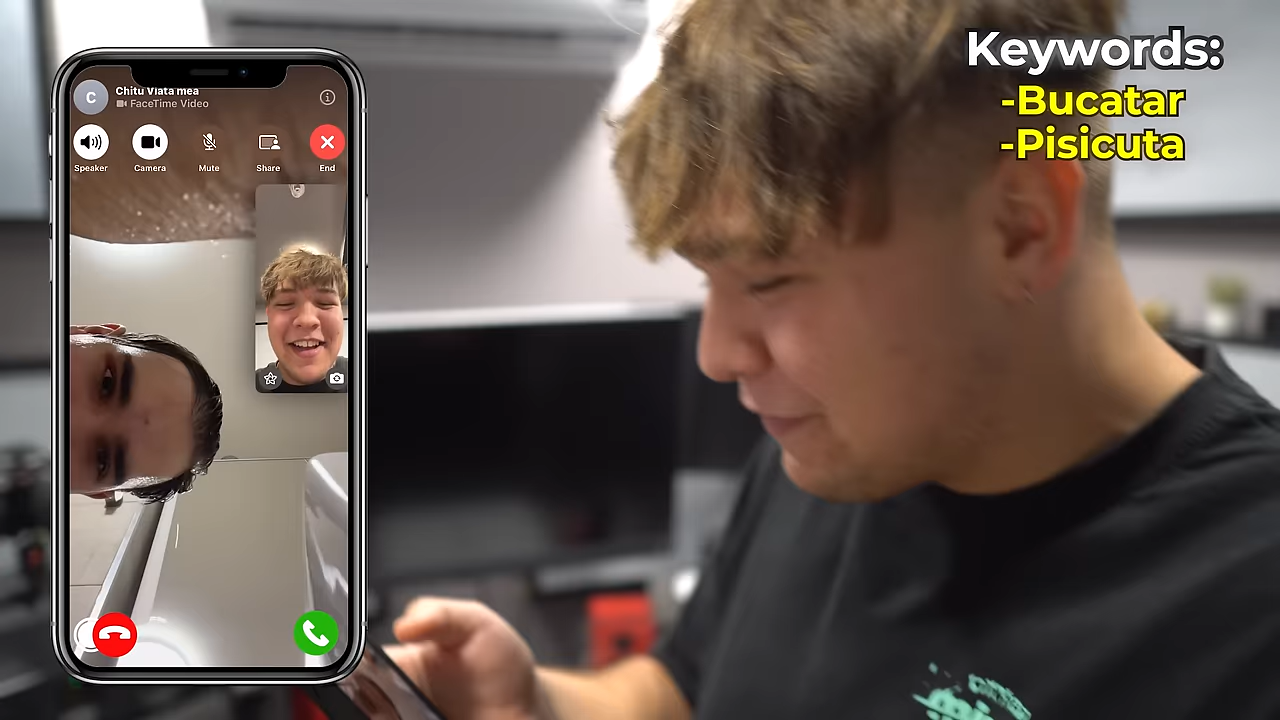 Keywords:
-Bucatar
-Pisicuta
C
Chitu Viata mea
FaceTime Video
Speaker
Camera
Mute
Share
End